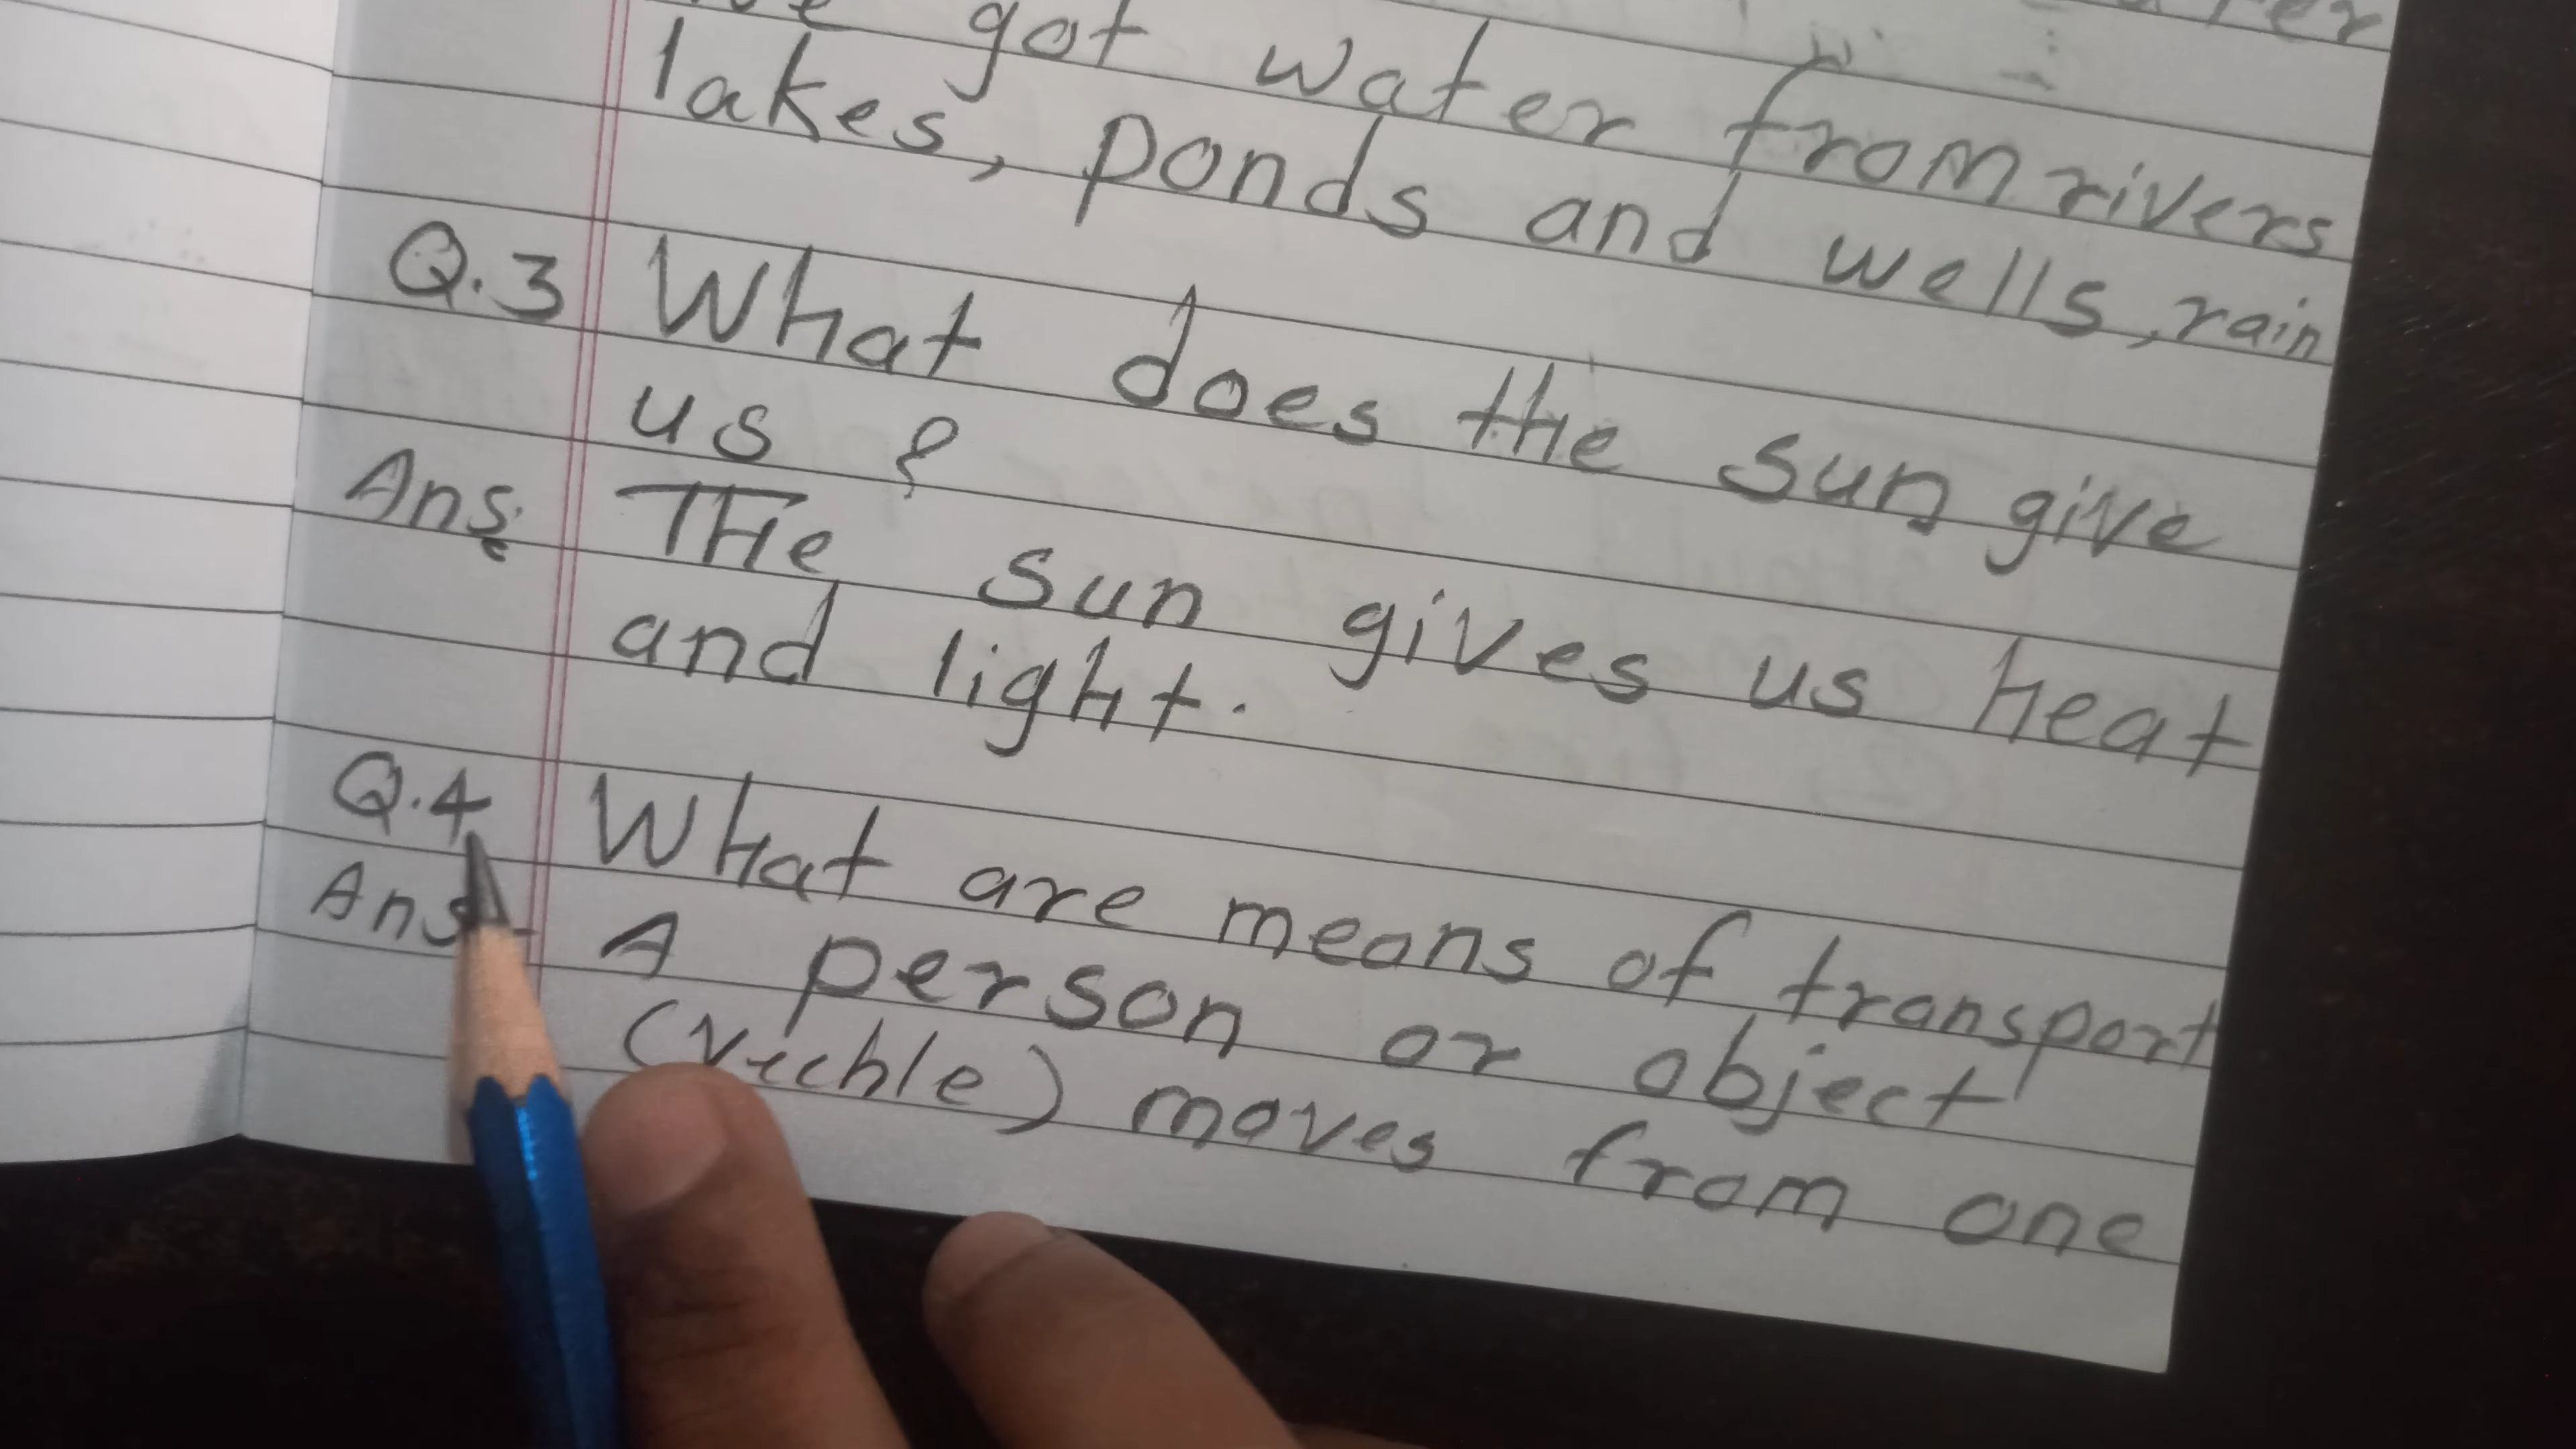 got water from rivers
lakes, ponds and wells, rain
Q.3 What does the sun give
us ?
Ans. The sun gives us heat
and light.
Q.4 What are means of transport
Ans A person or object
(vichle) moves from one